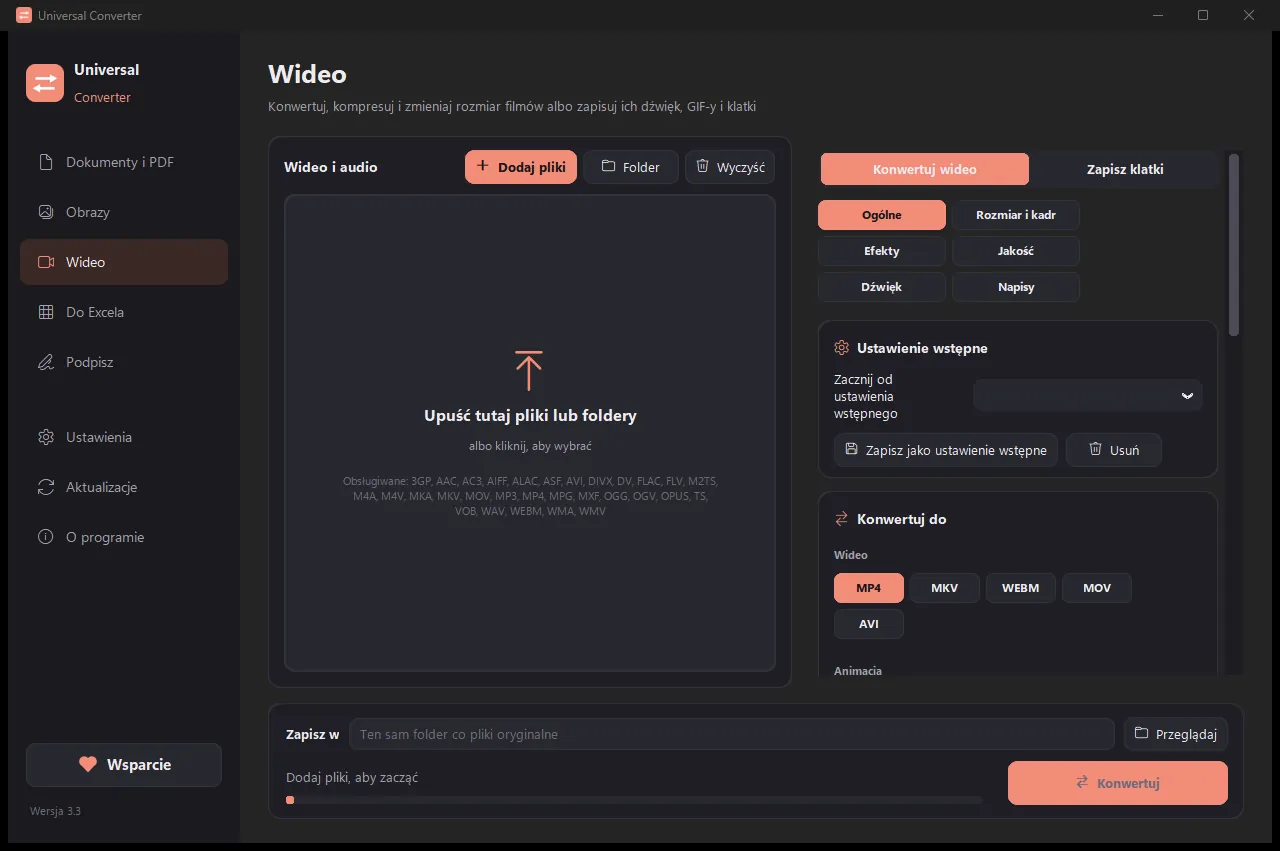 Universal Converter
Universal
Converter
Dokumenty i PDF
Obrazy
Wideo
Do Excela
Podpisz
Ustawienia
Aktualizacje
O programie
Wsparcie
Wersja 3.3
Wideo
Konwertuj, kompresuj i zmieniaj rozmiar filmów albo zapisuj ich dźwięk, GIF-y i klatki
Wideo i audio
Dodaj pliki
Folder
Wyczyść
Upuść tutaj pliki lub foldery
albo kliknij, aby wybrać
Obsługiwane: 3GP, AAC, AC3, AIFF, ALAC, ASF, AVI, DIVX, DV, FLAC, FLV, M2TS,
M4A, M4V, MKA, MKV, MOV, MP3, MP4, MPG, MXF, OGG, OGV, OPUS, TS,
VOB, WAV, WEBM, WMA, WMV
Konwertuj wideo
Zapisz klatki
Ogólne
Rozmiar i kadr
Efekty
Jakość
Dźwięk
Napisy
Ustawienie wstępne
Zacznij od
ustawienia
wstępnego
Zapisz jako ustawienie wstępne
Usuń
Konwertuj do
Wideo
MP4
MKV
WEBM
MOV
AVI
Animacja
Zapisz w
Ten sam folder co pliki oryginalne
Przeglądaj
Dodaj pliki, aby zacząć
Konwertuj